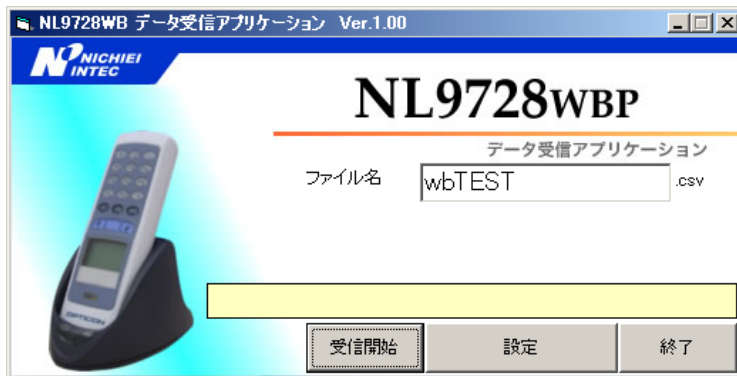 NL9728WB データ受信アプリケーション Ver.1.00
NICHIEI
INTEC
NL9728WBP
データ受信アプリケーション
ファイル名 wbTEST .csv
OPTICON
受信開始 設定 終了